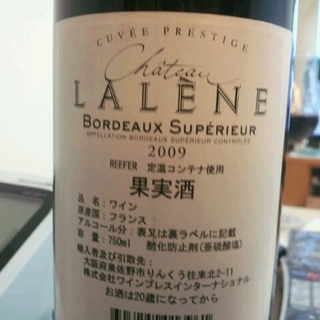 CUVÉE PRESTIGE
Château
LALÈNE
BORDEAUX SUPÉRIEUR
APPELLATION BORDEAUX SUPÉRIEUR CONTRÔLÉE
2009
REEFER 定温コンテナ使用
果実酒
品名：ワイン
原産国：フランス
アルコール分：表又は裏ラベルに記載
容量：750ml 酸化防止剤(亜硫酸塩)
輸入者及び引取先：
大阪府泉佐野市りんくう往来北2-11
株式会社ワインプレスインターナショナル
お酒は20歳になってから